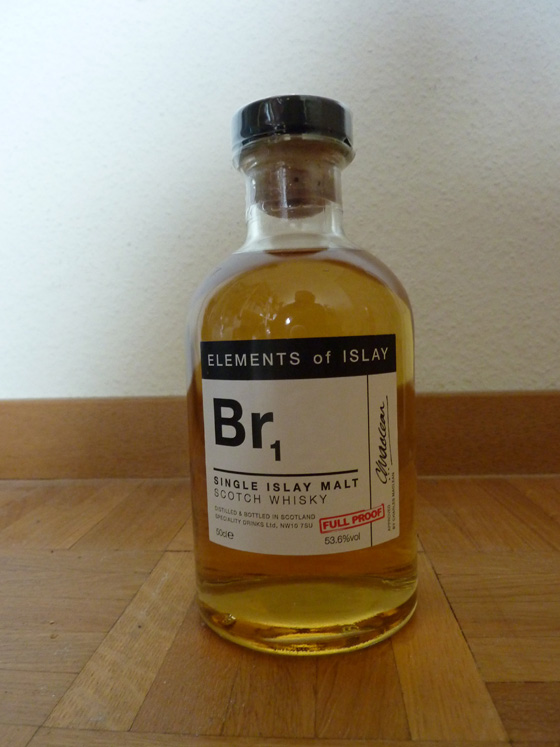 ELEMENTS of ISLAY
Br1
SINGLE ISLAY MALT
SCOTCH WHISKY
DISTILLED & BOTTLED IN SCOTLAND
SPECIALITY DRINKS Ltd. NW10 7SU
50cl e
FULL PROOF
53.6%vol